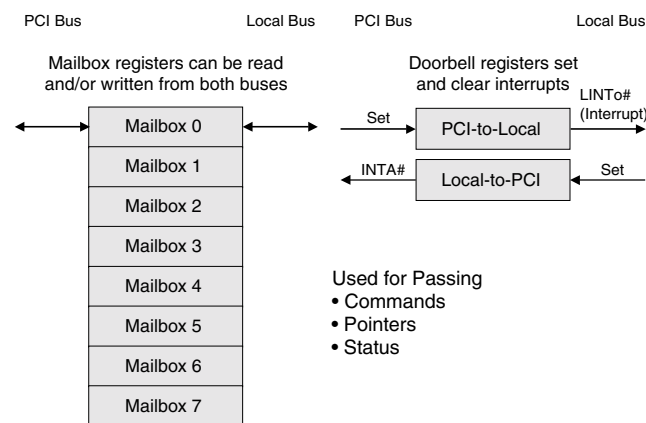 PCI Bus
Local Bus
Mailbox registers can be read
and/or written from both buses
Mailbox 0
Mailbox 1
Mailbox 2
Mailbox 3
Mailbox 4
Mailbox 5
Mailbox 6
Mailbox 7
PCI Bus
Local Bus
Doorbell registers set
and clear interrupts
Set
PCI-to-Local
LINTo#
(Interrupt)
INTA#
Local-to-PCI
Set
Used for Passing
• Commands
• Pointers
• Status